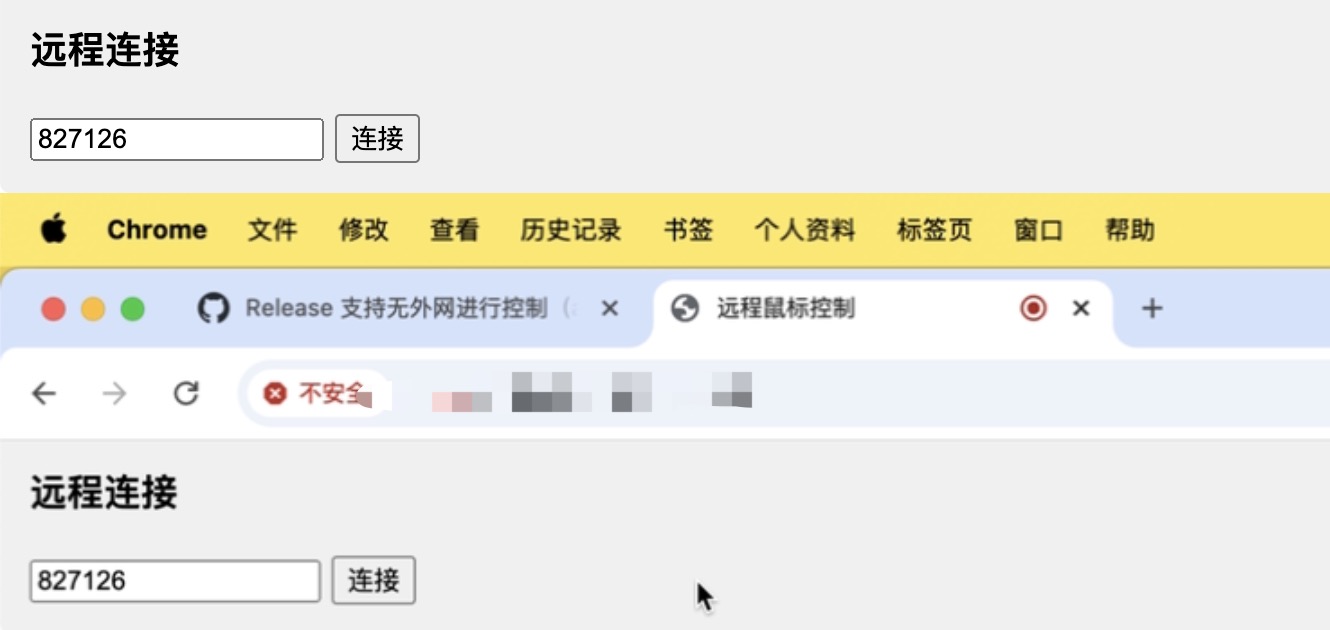 远程连接
827126 连接
Chrome 文件 修改 查看 历史记录 书签 个人资料 标签页 窗口 帮助
Release 支持无外网进行控制 远程鼠标控制
不安全
远程连接
827126 连接